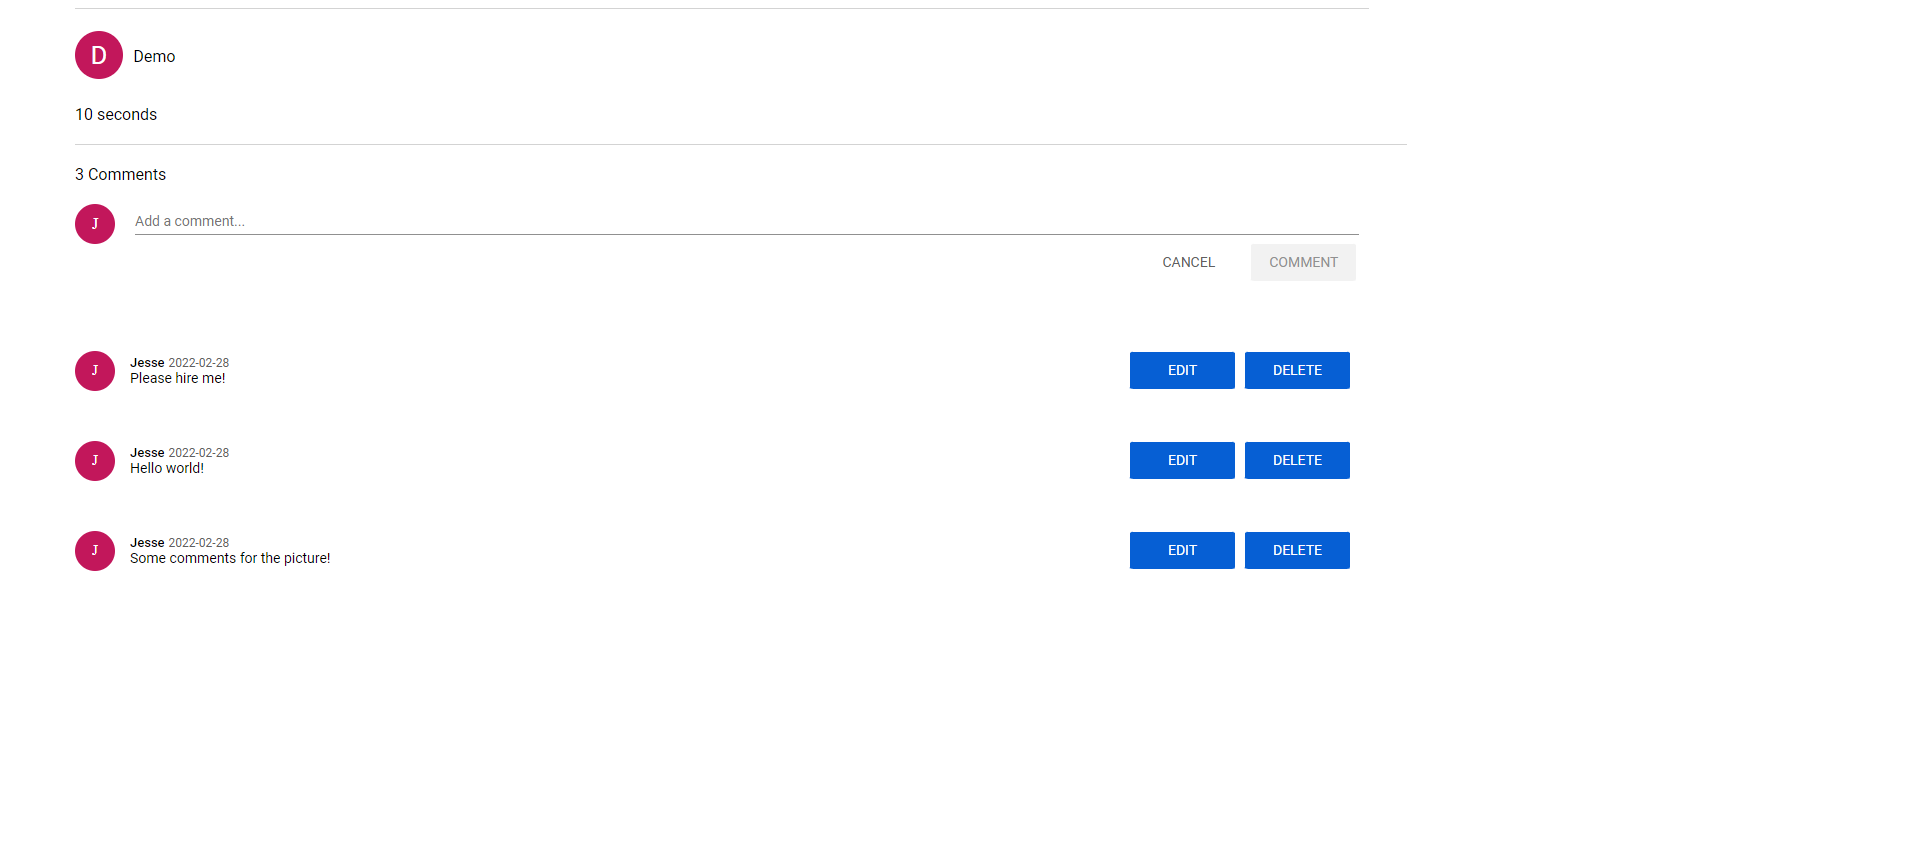 D Demo
10 seconds
3 Comments
J Add a comment...
CANCEL COMMENT
J Jesse 2022-02-28
Please hire me!
EDIT DELETE
J Jesse 2022-02-28
Hello world!
EDIT DELETE
J Jesse 2022-02-28
Some comments for the picture!
EDIT DELETE